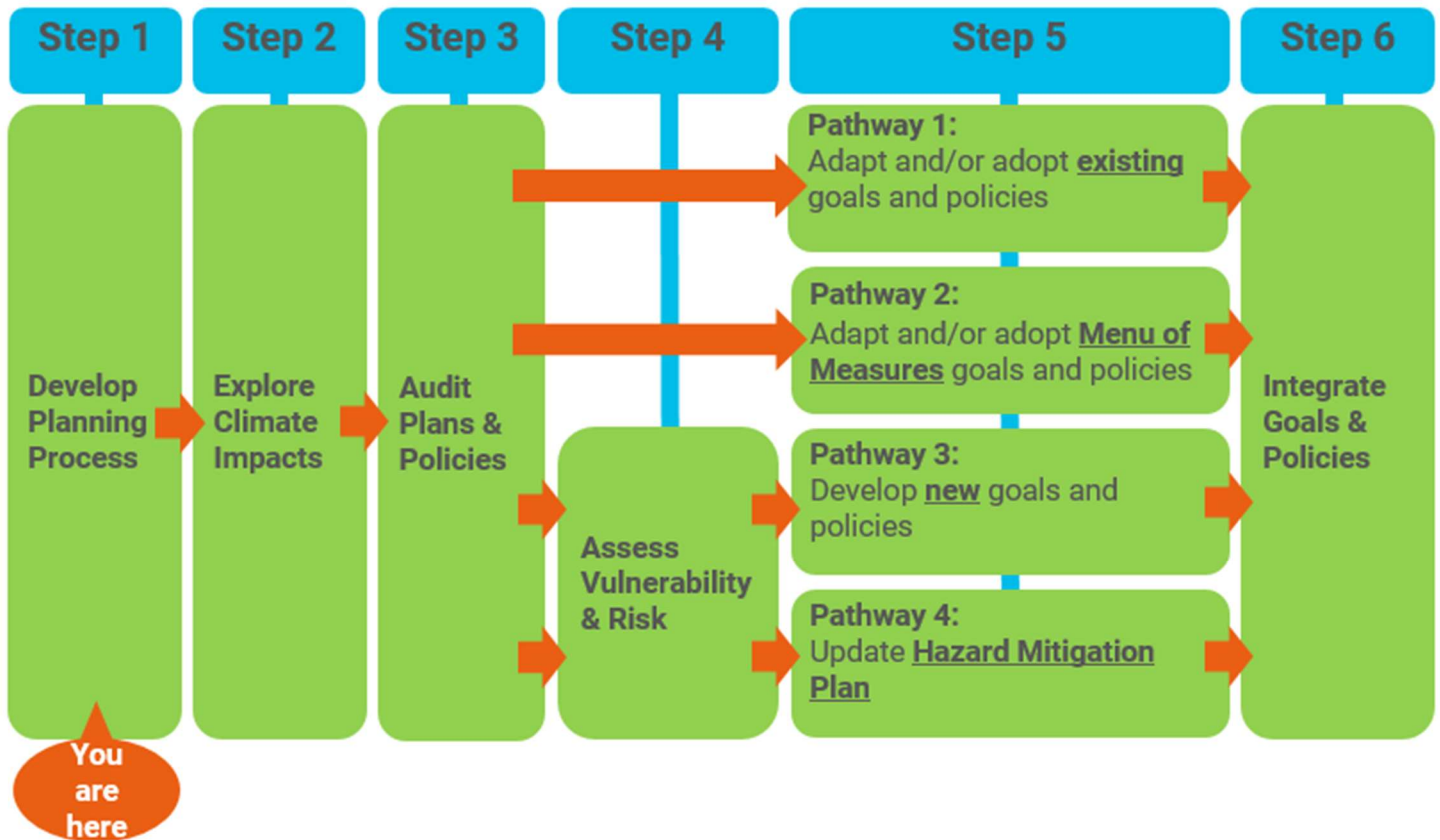 Step 1
Step 2
Step 3
Step 4
Step 5
Step 6
Develop
Planning
Process
Explore
Climate
Impacts
Audit
Plans &
Policies
Assess
Vulnerability
& Risk
Pathway 1:
Adapt and/or adopt existing
goals and policies
Pathway 2:
Adapt and/or adopt Menu of
Measures goals and policies
Pathway 3:
Develop new goals and
policies
Pathway 4:
Update Hazard Mitigation
Plan
Integrate
Goals &
Policies
You
are
here